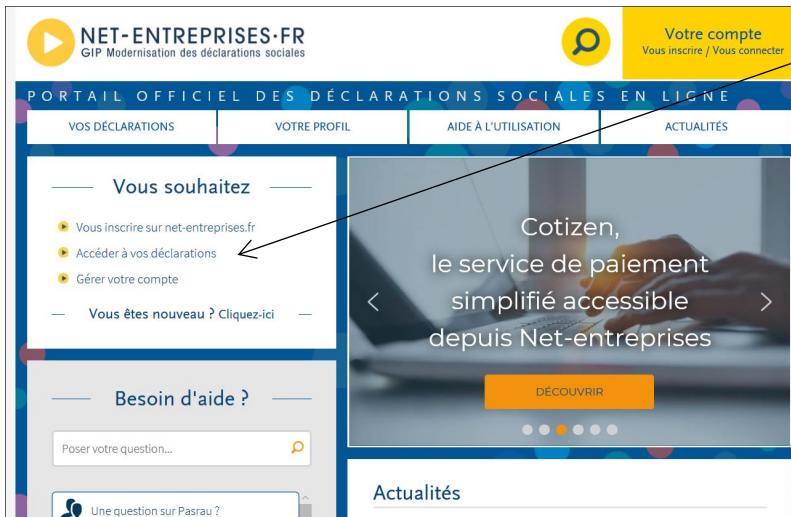 NET-ENTREPRISES·FR
GIP Modernisation des déclarations sociales
Votre compte
Vous inscrire / Vous connecter
PORTAIL OFFICIEL DES DÉCLARATIONS SOCIALES EN LIGNE
VOS DÉCLARATIONS
VOTRE PROFIL
AIDE À L'UTILISATION
ACTUALITÉS
Vous souhaitez
Vous inscrire sur net-entreprises.fr
Accéder à vos déclarations
Gérer votre compte
Vous êtes nouveau ? Cliquez-ici
Cotizen,
le service de paiement
simplifié accessible
depuis Net-entreprises
DÉCOUVRIR
Besoin d'aide ?
Poser votre question...
Une question sur Pasrau ?
Actualités